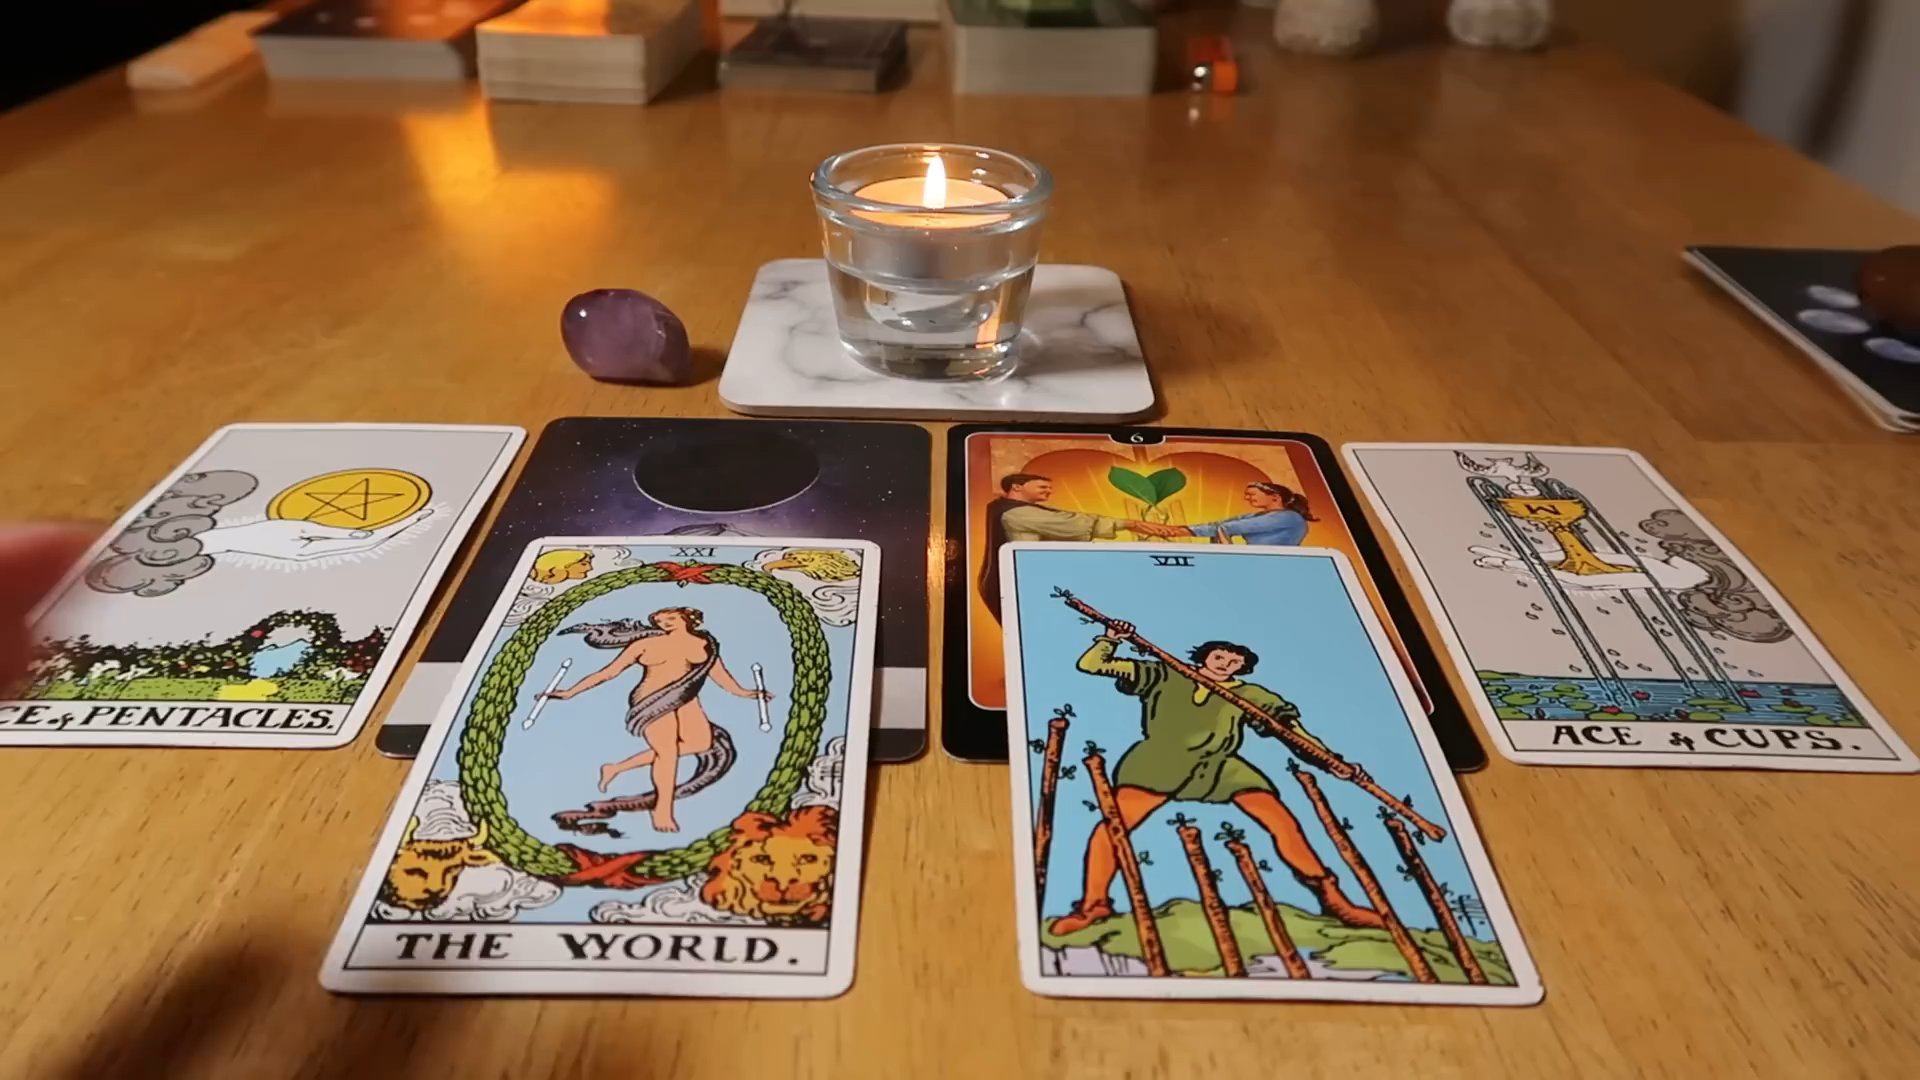 6
CE of PENTACLES.
ACE of CUPS.
XXI
VII
THE WORLD.